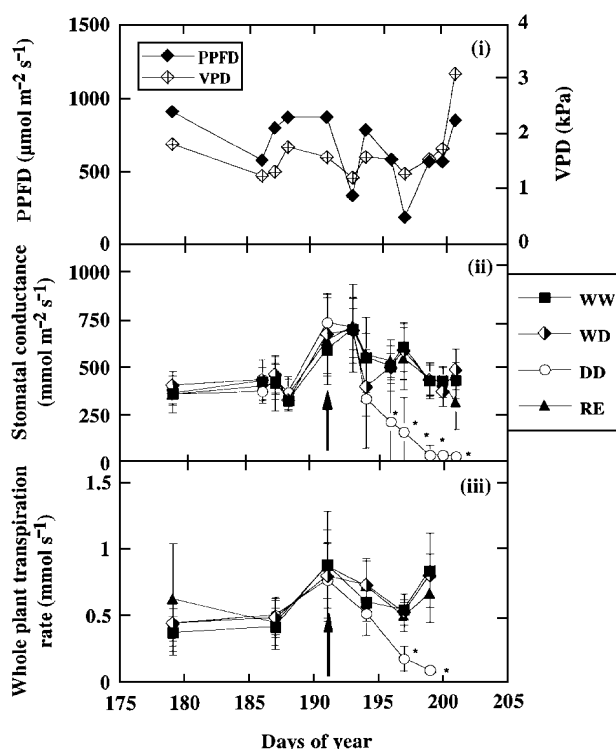 1500
1000
500
0
PPFD (µmol m⁻² s⁻¹)
PPFD
VPD
(i)
4
3
2
1
0
VPD (kPa)
1000
750
500
250
0
Stomatal conductance
(mmol m⁻² s⁻¹)
(ii)
*
*
*
*
*
WW
WD
DD
RE
1.5
1
0.5
0
Whole plant transpiration
rate (mmol s⁻¹)
(iii)
*
*
175 180 185 190 195 200 205
Days of year